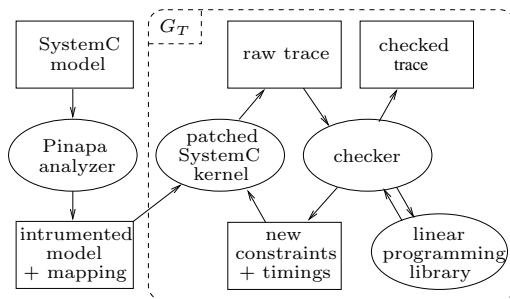 SystemC
model
G_T
raw trace
checked
trace
Pinapa
analyzer
patched
SystemC
kernel
checker
intrumented
model
+ mapping
new
constraints
+ timings
linear
programming
library